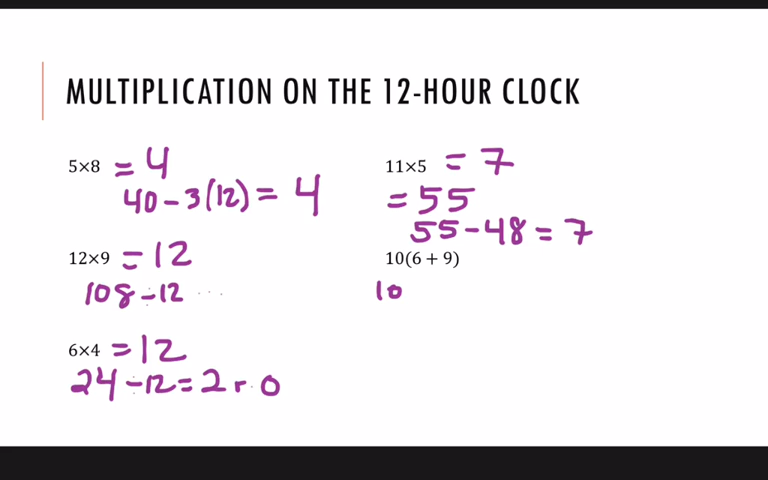 MULTIPLICATION ON THE 12-HOUR CLOCK
5×8 = 4
40 - 3(12) = 4
12×9 = 12
108 ÷ 12
6×4 = 12
24 ÷ 12 = 2 r 0
11×5 = 7
= 55
55 - 48 = 7
10(6 + 9)
10